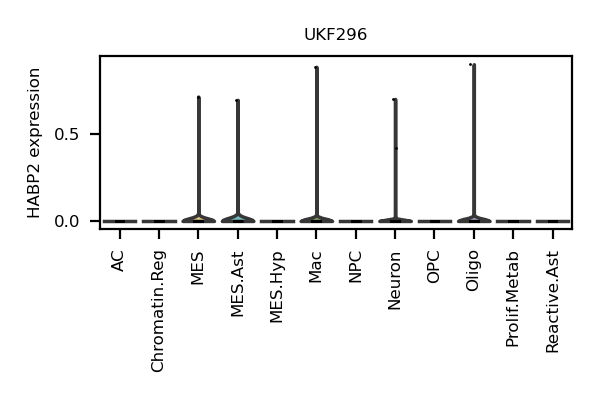 UKF296
HABP2 expression
0.5
0.0
AC
Chromatin.Reg
MES
MES.Ast
MES.Hyp
Mac
NPC
Neuron
OPC
Oligo
Prolif.Metab
Reactive.Ast